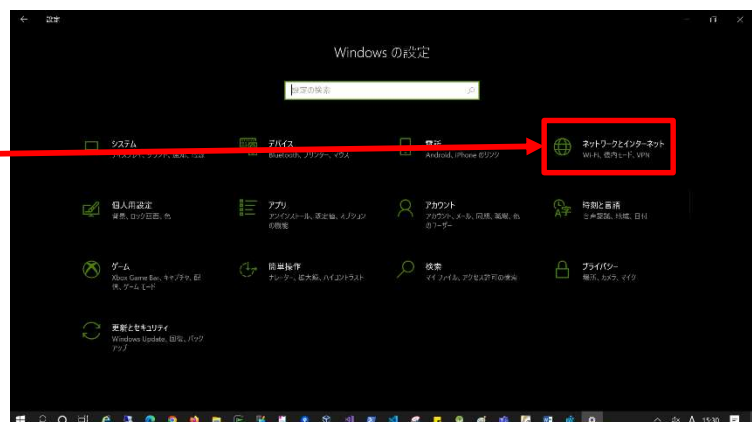 設定
Windows の設定
設定の検索
システム
ディスプレイ、サウンド、通知、電源
デバイス
Bluetooth、プリンター、マウス
電話
Android、iPhone のリンク
ネットワークとインターネット
Wi-Fi、機内モード、VPN
個人用設定
背景、ロック画面、色
アプリ
アンインストール、既定値、オプション
の機能
アカウント
アカウント、メール、同期、職場、他
のユーザー
時刻と言語
音声認識、地域、日付
ゲーム
Xbox Game Bar、キャプチャ、配
信、ゲーム モード
簡単操作
ナレーター、拡大鏡、ハイコントラスト
検索
マイ ファイル、アクセス許可の検索
プライバシー
場所、カメラ、マイク
更新とセキュリティ
Windows Update、回復、バック
アップ
A 15:30